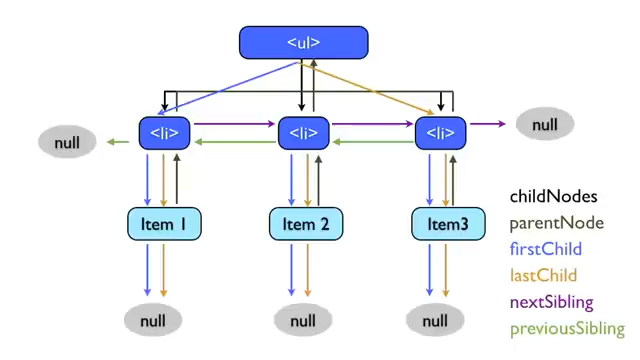 <ul>
<li>
<li>
<li>
null
null
Item 1
Item 2
Item3
childNodes
parentNode
firstChild
lastChild
nextSibling
previousSibling
null
null
null